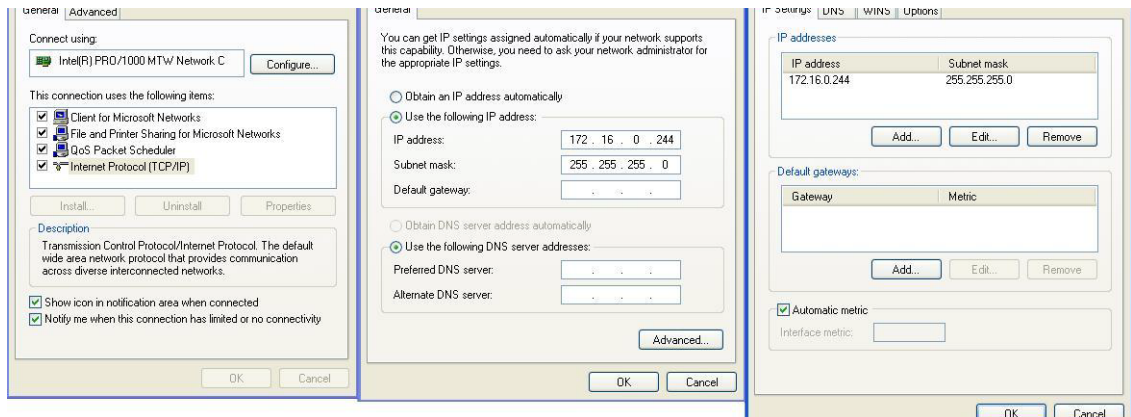 General Advanced
Connect using:
Intel(R) PRO/1000 MTW Network C
Configure...
This connection uses the following items:
Client for Microsoft Networks
File and Printer Sharing for Microsoft Networks
QoS Packet Scheduler
Internet Protocol (TCP/IP)
Install... Uninstall Properties
Description
Transmission Control Protocol/Internet Protocol. The default
wide area network protocol that provides communication
across diverse interconnected networks.
Show icon in notification area when connected
Notify me when this connection has limited or no connectivity
OK Cancel
General
You can get IP settings assigned automatically if your network supports
this capability. Otherwise, you need to ask your network administrator for
the appropriate IP settings.
Obtain an IP address automatically
Use the following IP address:
IP address: 172 . 16 . 0 . 244
Subnet mask: 255 . 255 . 255 . 0
Default gateway: . . .
Obtain DNS server address automatically
Use the following DNS server addresses:
Preferred DNS server: . . .
Alternate DNS server: . . .
Advanced...
OK Cancel
IP Settings DNS WINS Options
IP addresses
IP address Subnet mask
172.16.0.244 255.255.255.0
Add... Edit... Remove
Default gateways:
Gateway Metric
Add... Edit... Remove
Automatic metric
Interface metric:
OK Cancel